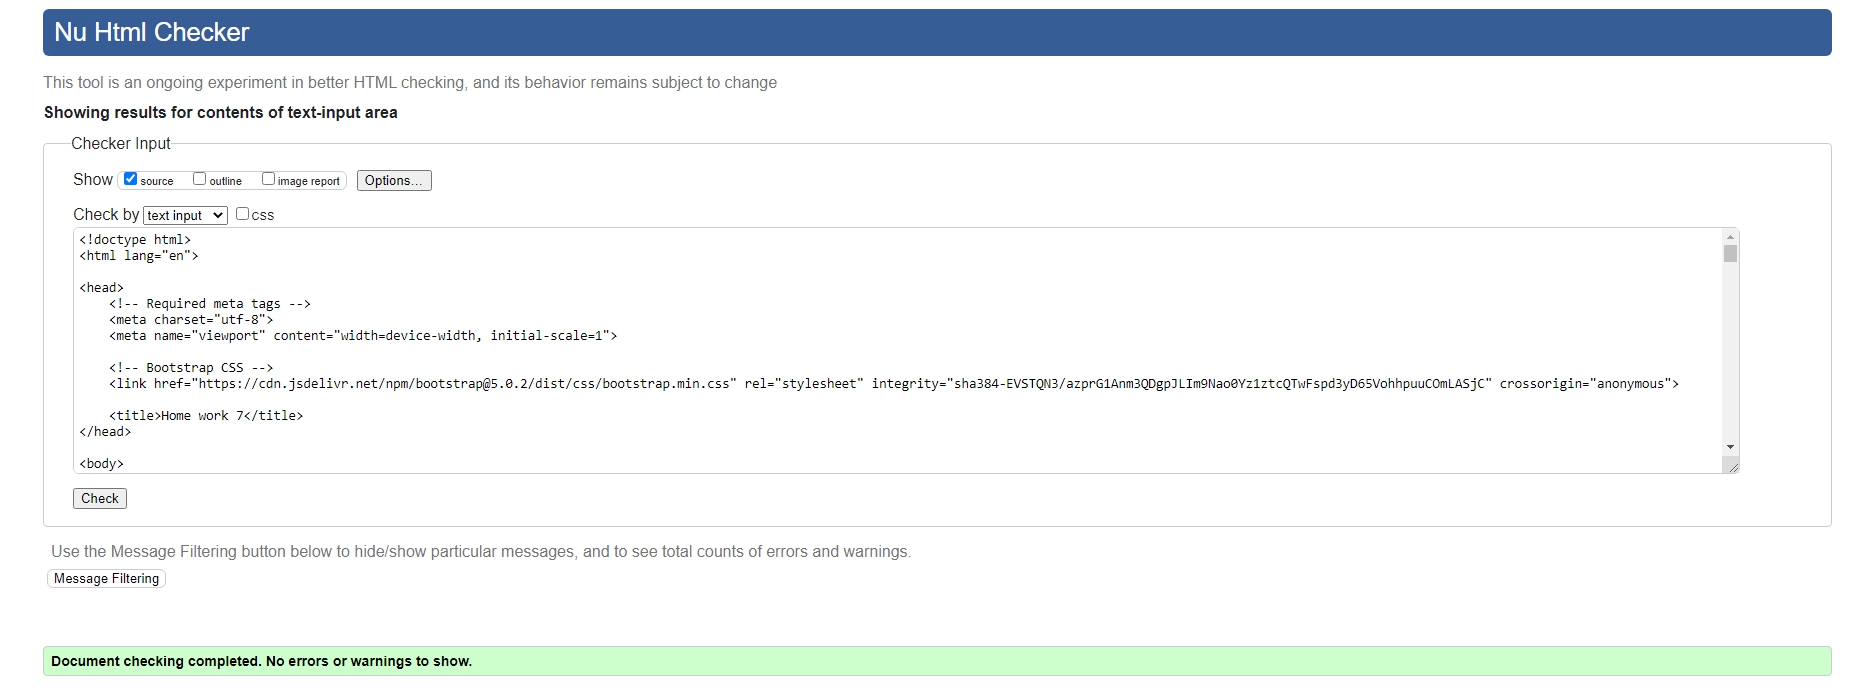 Nu Html Checker
This tool is an ongoing experiment in better HTML checking, and its behavior remains subject to change
Showing results for contents of text-input area
Checker Input
Show source outline image report Options...
Check by text input css
<!doctype html>
<html lang="en">
<head>
<!-- Required meta tags -->
<meta charset="utf-8">
<meta name="viewport" content="width=device-width, initial-scale=1">
<!-- Bootstrap CSS -->
<link href="https://cdn.jsdelivr.net/npm/bootstrap@5.0.2/dist/css/bootstrap.min.css" rel="stylesheet" integrity="sha384-EVSTQN3/azprG1Anm3QDgpJLIm9Nao0Yz1ztcQTwFspd3yD65VohhpuuCOmLASjC" crossorigin="anonymous">
<title>Home work 7</title>
</head>
<body>
Check
Use the Message Filtering button below to hide/show particular messages, and to see total counts of errors and warnings.
Message Filtering
Document checking completed. No errors or warnings to show.